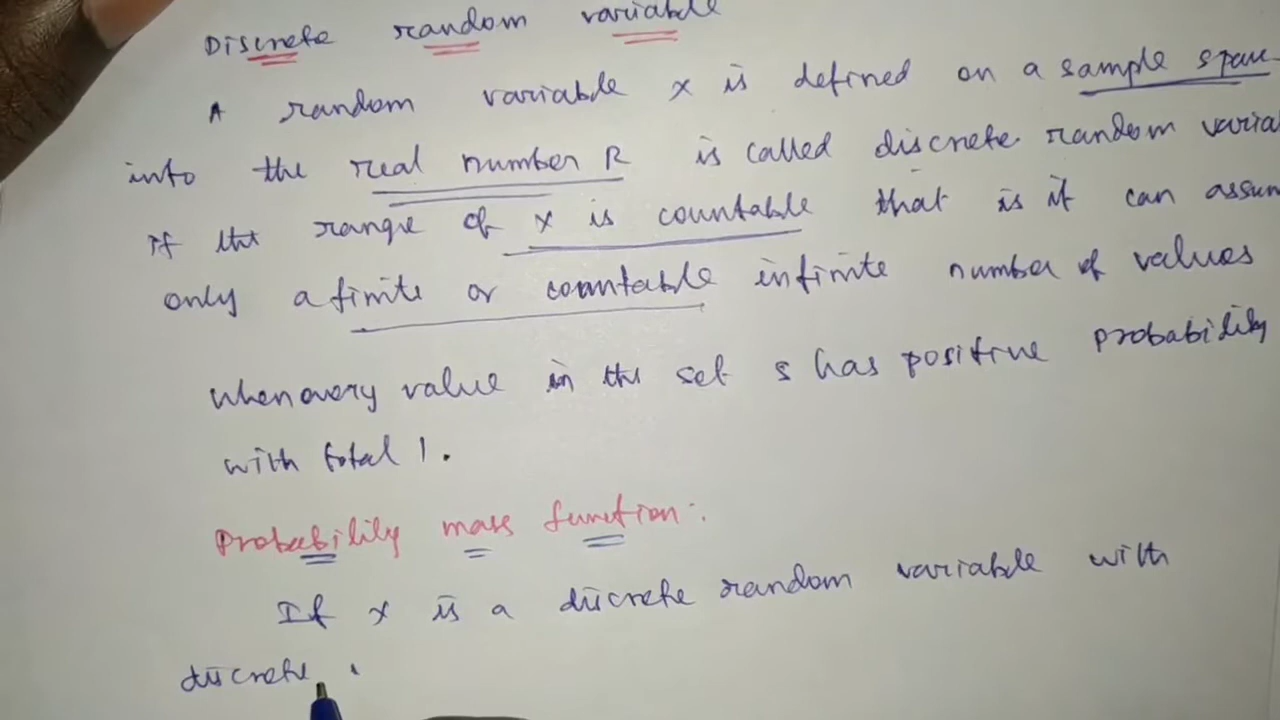 Discrete random variable
A random variable x is defined on a sample space
into the real number R is called discrete random varia
if the range of x is countable that is it can assum
only a finite or countable infinite number of values
when every value in the set s has positive probability
with total 1.
Probability mass function:
If x is a discrete random variable with
discrete